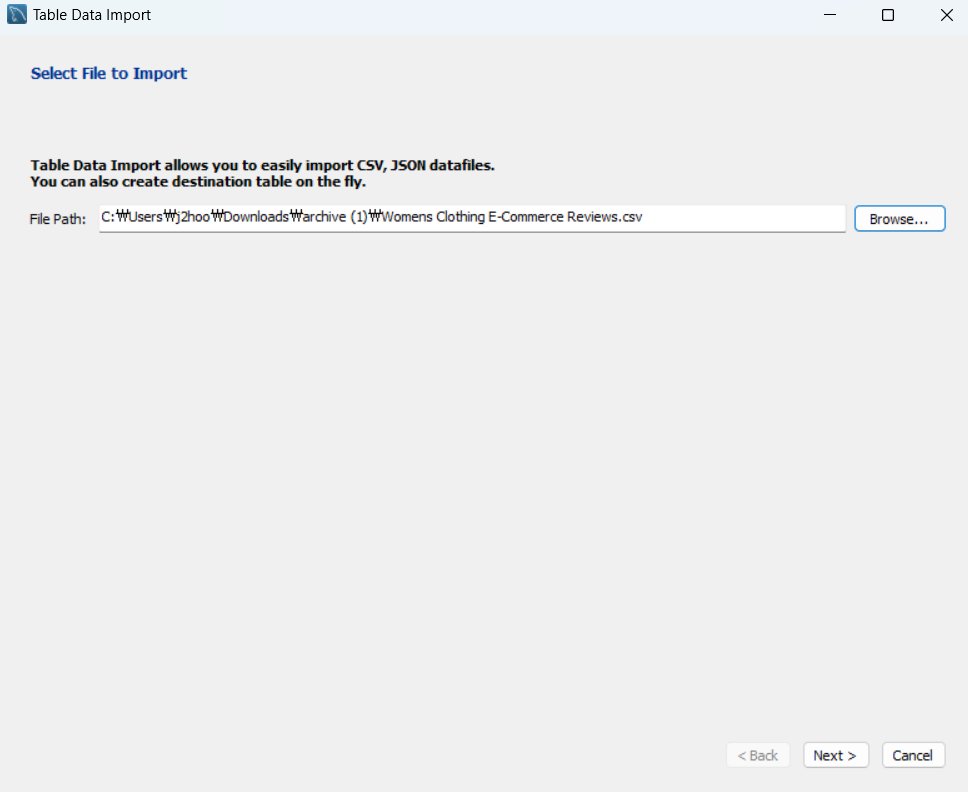 Table Data Import
Select File to Import
Table Data Import allows you to easily import CSV, JSON datafiles.
You can also create destination table on the fly.
File Path: C:₩Users₩j2hoo₩Downloads₩archive (1)₩Womens Clothing E-Commerce Reviews.csv Browse...
< Back Next > Cancel